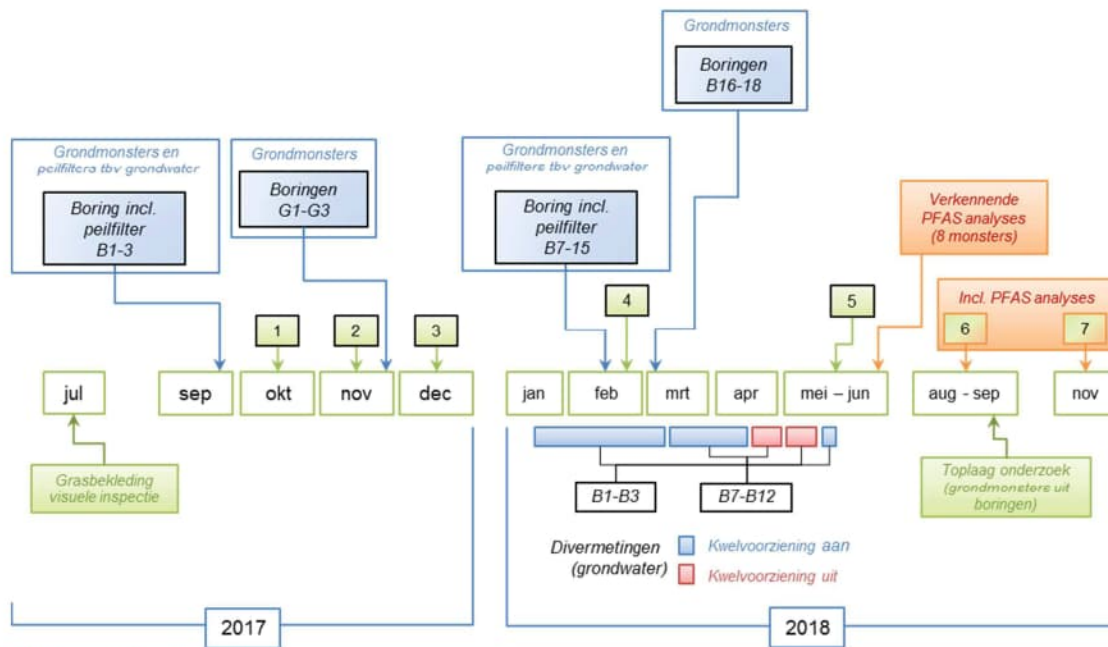 Grondmonsters
Boringen
B16-18
Grondmonsters en
peilfilters tbv grondwater
Boring incl.
peilfilter
B1-3
Grondmonsters
Boringen
G1-G3
Grondmonsters en
peilfilters tbv grondwater
Boring incl.
peilfilter
B7-15
Verkennende
PFAS analyses
(8 monsters)
Incl. PFAS analyses
1
2
3
4
5
6
7
jul
sep
okt
nov
dec
jan
feb
mrt
apr
mei – jun
aug - sep
nov
Grasbekleding
visuele inspectie
B1-B3
B7-B12
Toplaag onderzoek
(grondmonsters uit
boringen)
Divermetingen
(grondwater)
Kwelvoorziening aan
Kwelvoorziening uit
2017
2018